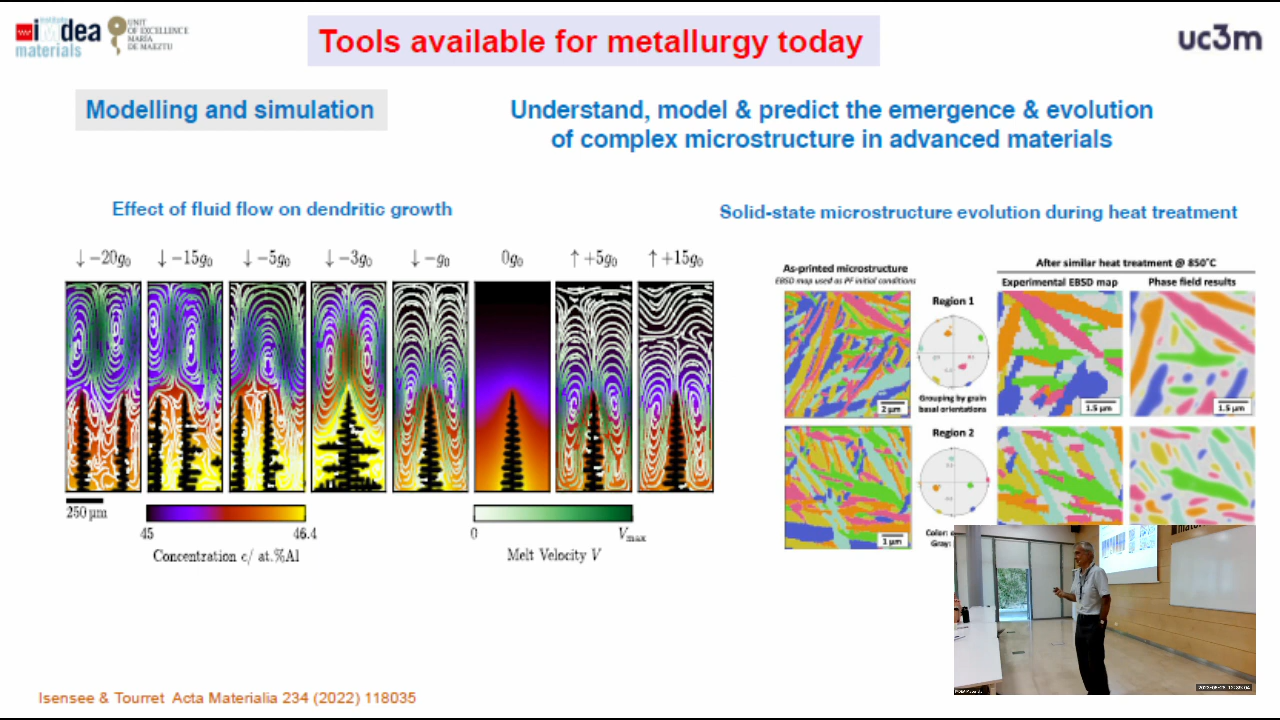 institute
iMdea
materials
UNIT
OF EXCELLENCE
MARÍA
DE MAEZTU
Tools available for metallurgy today
uc3m
Modelling and simulation
Understand, model & predict the emergence & evolution
of complex microstructure in advanced materials
Effect of fluid flow on dendritic growth
↓ −20g₀ ↓ −15g₀ ↓ −5g₀ ↓ −3g₀ ↓ −g₀ 0g₀ ↑ +5g₀ ↑ +15g₀
250 µm
45 46.4
Concentration c/ at.%Al
0 Vmax
Melt Velocity V
Solid-state microstructure evolution during heat treatment
As-printed microstructure
EBSD map used as PF initial conditions
After similar heat treatment @ 850°C
Experimental EBSD map Phase field results
Region 1
Grouping by grain
basal orientations
2 µm
1.5 µm
1.5 µm
Region 2
Color:
Gray:
1 µm
Isensee & Tourret Acta Materialia 234 (2022) 118035